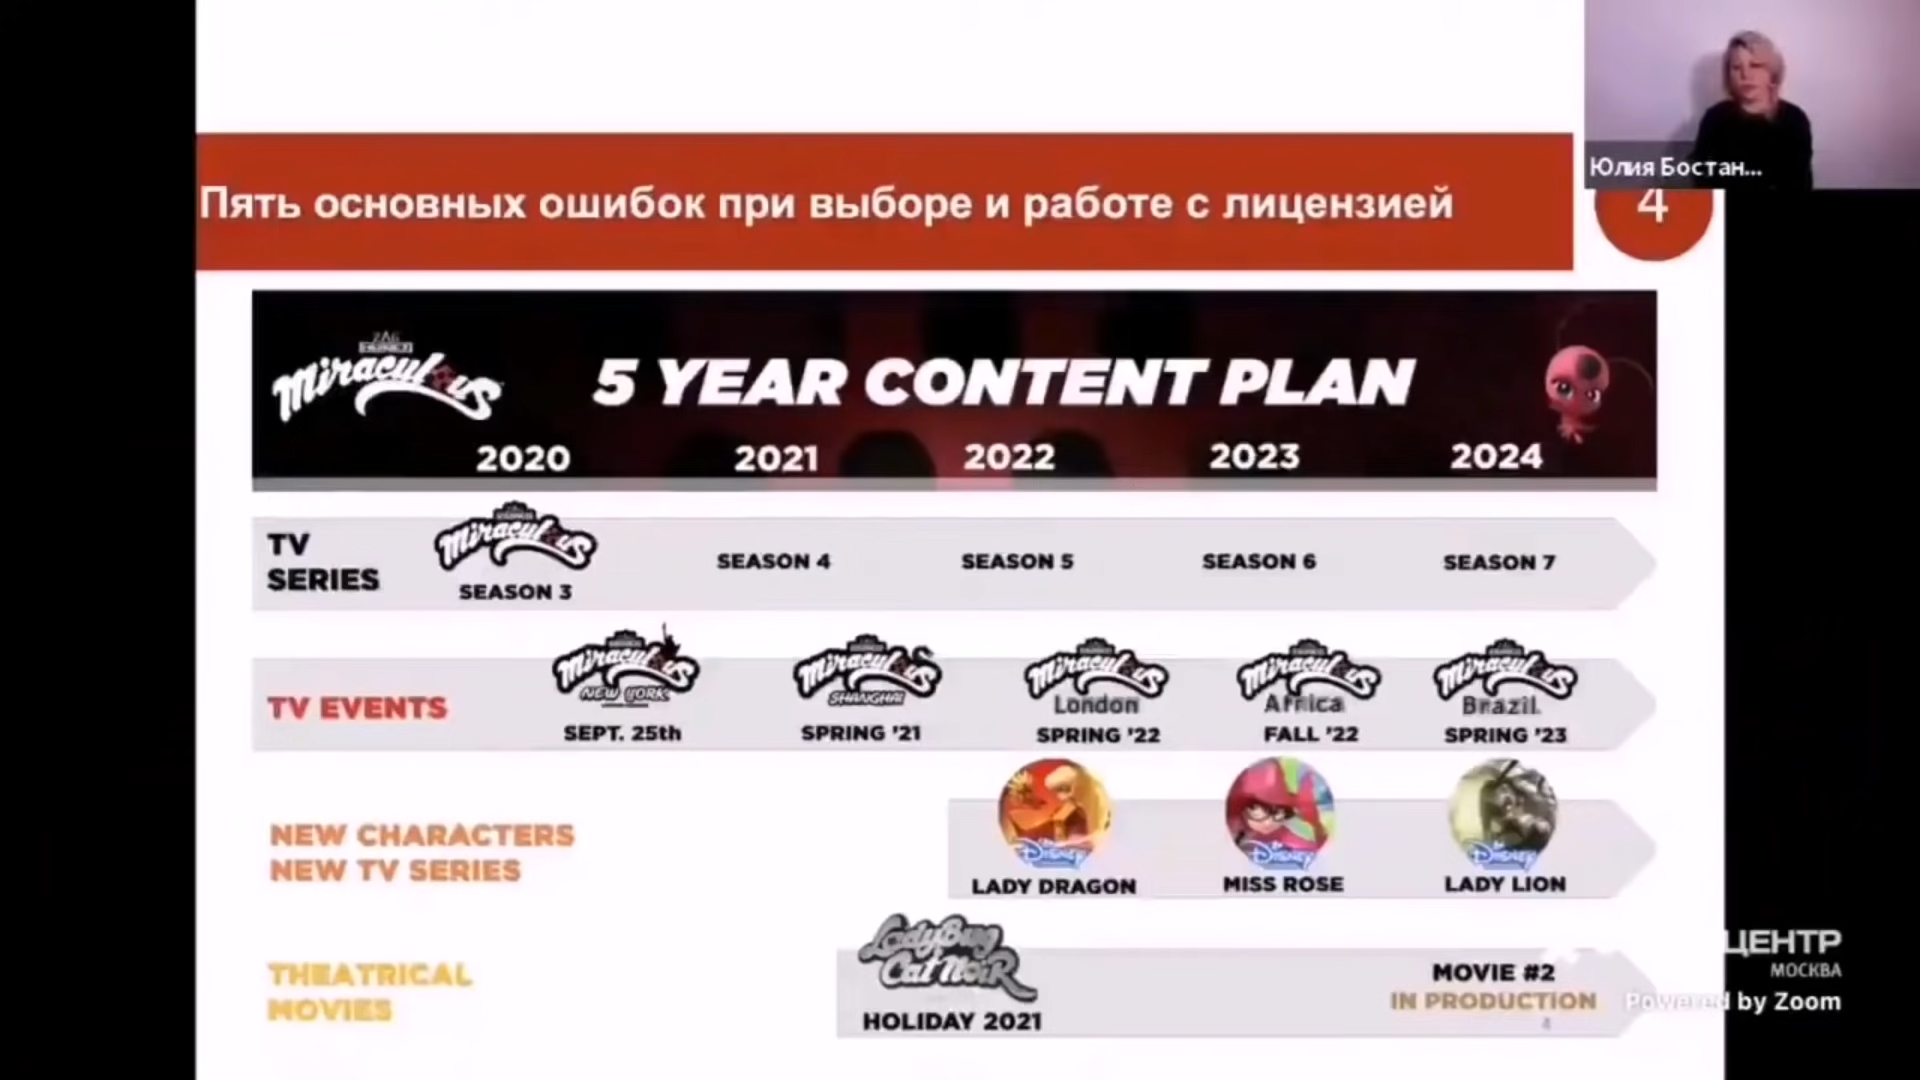 Юлия Бостан...
Пять основных ошибок при выборе и работе с лицензией
4
ZAG
Miraculous
5 YEAR CONTENT PLAN
2020 2021 2022 2023 2024
TV SERIES
Miraculous
SEASON 3
SEASON 4
SEASON 5
SEASON 6
SEASON 7
TV EVENTS
Miraculous
NEW YORK
SEPT. 25th
Miraculous
SHANGHAI
SPRING '21
Miraculous
London
SPRING '22
Miraculous
Africa
FALL '22
Miraculous
Brazil
SPRING '23
NEW CHARACTERS
NEW TV SERIES
Disney
LADY DRAGON
Disney
MISS ROSE
Disney
LADY LION
THEATRICAL
MOVIES
LadyBug
Cat Noir
HOLIDAY 2021
MOVIE #2
IN PRODUCTION
4
ЦЕНТР
МОСКВА
Powered by Zoom